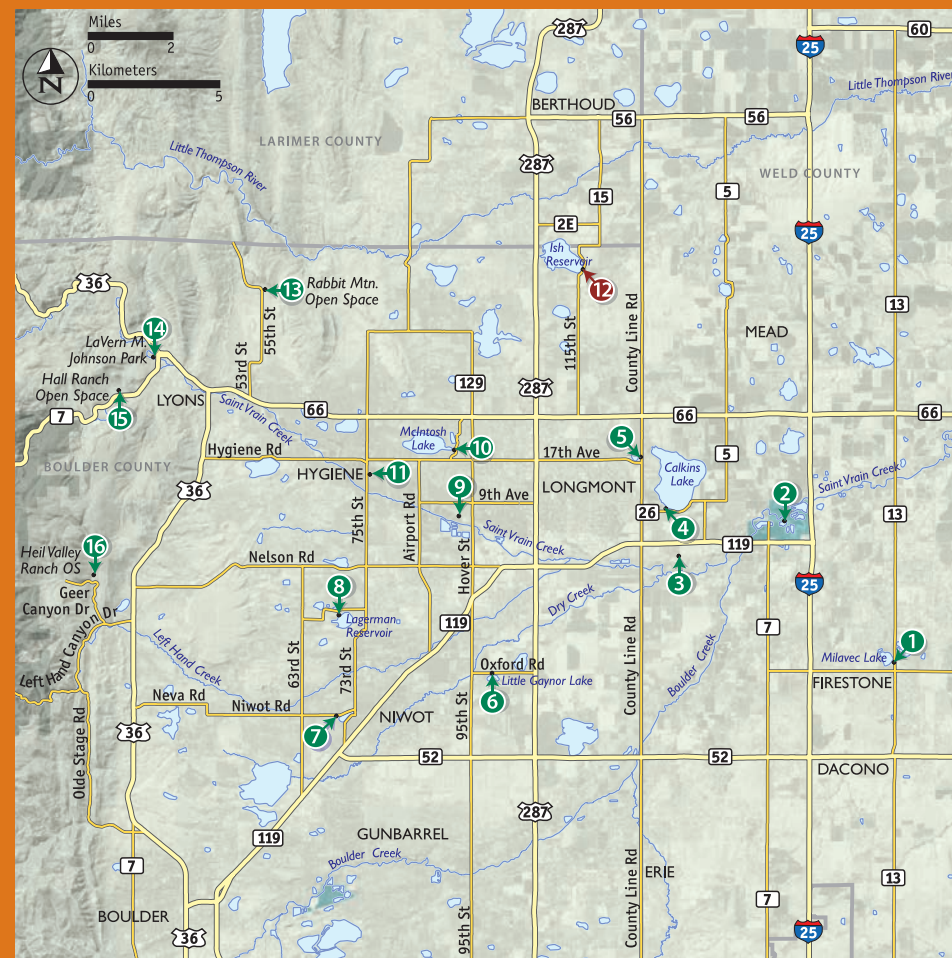 Miles
0 2
Kilometers
0 5
N
287
25
60
BERTHOUD
Little Thompson River
56
56
LARIMER COUNTY
Little Thompson River
287
WELD COUNTY
5
15
2E
25
Ish
Reservoir
36
13
Rabbit Mtn.
Open Space
12
13
55th St
115th St
County Line Rd
MEAD
14
LaVern M.
Johnson Park
53rd St
129
287
Hall Ranch
Open Space
LYONS
15
7
66
66
66
Saint Vrain Creek
McIntosh
Lake
10
5
Hygiene Rd
17th Ave
Calkins
Lake
5
BOULDER COUNTY
HYGIENE
11
9
9th Ave
LONGMONT
2
Saint Vrain Creek
36
75th St
Airport Rd
Hover St
26
4
13
Saint Vrain Creek
119
16
Heil Valley
Ranch OS
Nelson Rd
3
25
Geer
Canyon Dr
8
Lagerman
Reservoir
Dry Creek
Left Hand Canyon Dr
119
7
Left Hand Creek
63rd St
73rd St
County Line Rd
Boulder Creek
1
Milavec Lake
Oxford Rd
Little Gaynor Lake
6
FIRESTONE
Neva Rd
Niwot Rd
7
NIWOT
95th St
36
Olde Stage Rd
52
52
DACONO
287
119
GUNBARREL
Boulder Creek
7
County Line Rd
ERIE
13
7
BOULDER
36
95th St
25